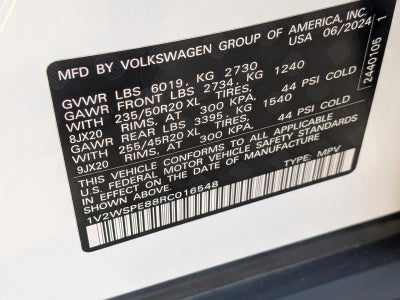 MFD BY VOLKSWAGEN GROUP OF AMERICA, INC.
USA 06/2024
GVWR LBS 6019, KG 2730
GAWR FRONT LBS 2734, KG 1240
WITH 235/50R20 XL TIRES,
8JX20 RIMS, AT 300 KPA/ 44 PSI COLD
GAWR REAR LBS 3395, KG 1540
WITH 255/45R20 XL TIRES,
9JX20 RIMS, AT 300 KPA/ 44 PSI COLD
THIS VEHICLE CONFORMS TO ALL APPLICABLE
U.S. FEDERAL MOTOR VEHICLE SAFETY STANDARDS
IN EFFECT ON THE DATE OF MANUFACTURE
SHOWN ABOVE.
1V2WSPE88RC016548 TYPE: MPV
2440105 1